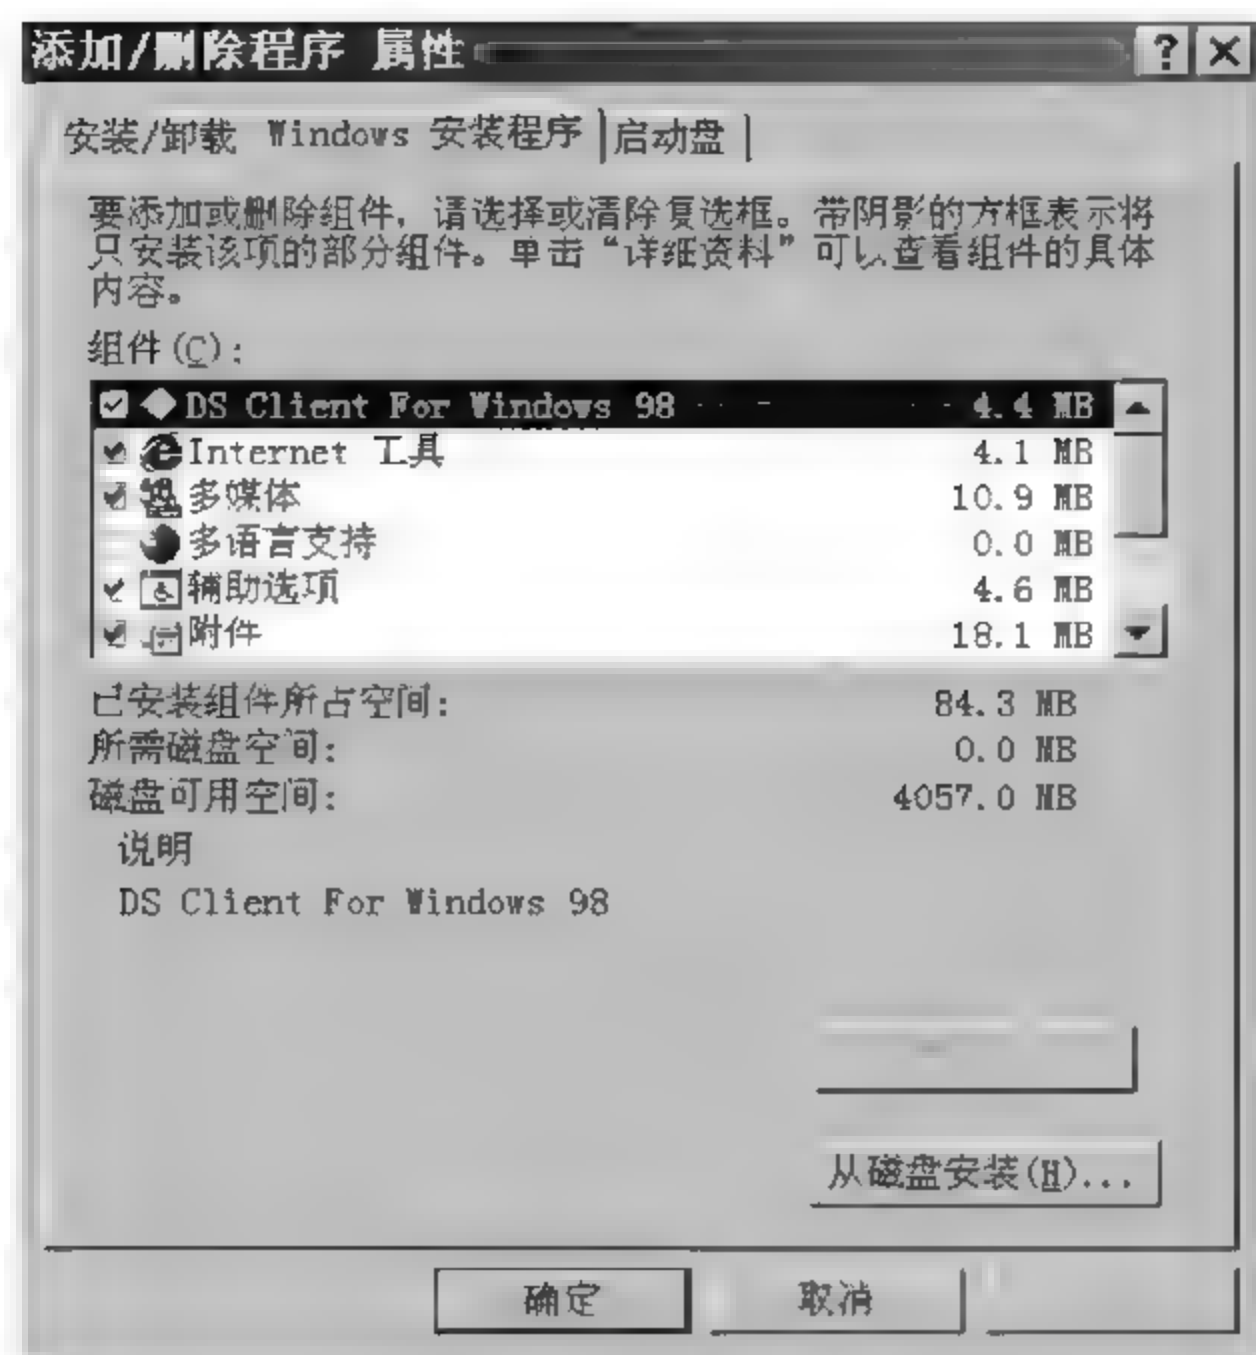 添加/删除程序 属性
安装/卸载 Windows 安装程序 启动盘
要添加或删除组件，请选择或清除复选框。带阴影的方框表示将
只安装该项的部分组件。单击“详细资料”可以查看组件的具体
内容。
组件(C):
DS Client For Windows 98 4.4 MB
Internet 工具 4.1 MB
多媒体 10.9 MB
多语言支持 0.0 MB
辅助选项 4.6 MB
附件 18.1 MB
已安装组件所占空间: 84.3 MB
所需磁盘空间: 0.0 MB
磁盘可用空间: 4057.0 MB
说明
DS Client For Windows 98
从磁盘安装(H)...
确定 取消